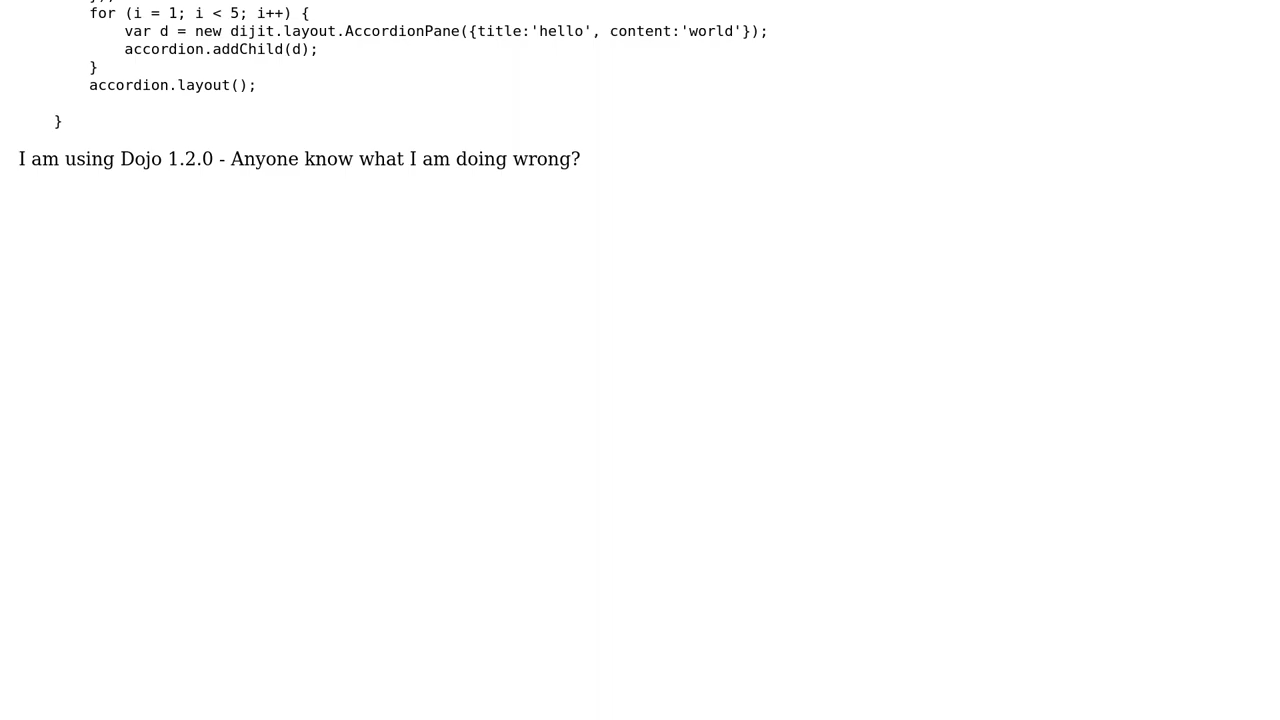 for (i = 1; i < 5; i++) {
var d = new dijit.layout.AccordionPane({title:'hello', content:'world'});
accordion.addChild(d);
}
accordion.layout();
}
I am using Dojo 1.2.0 - Anyone know what I am doing wrong?